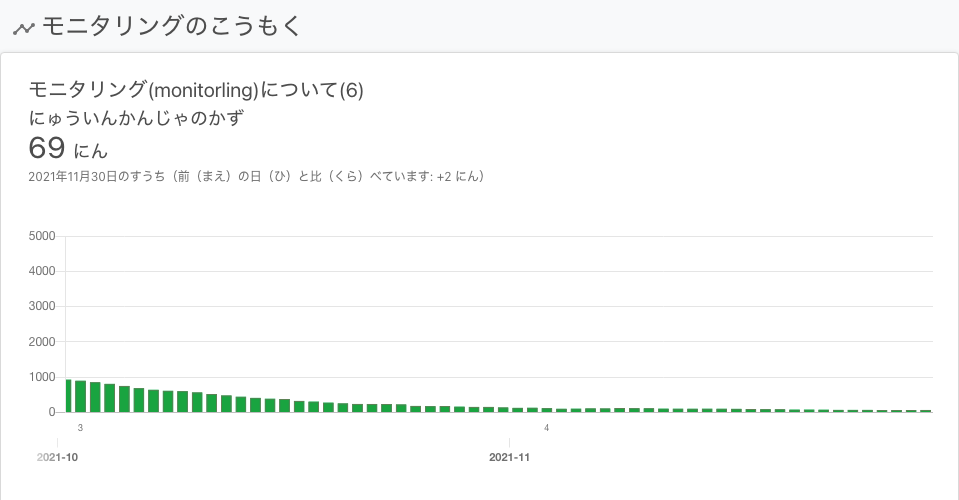 モニタリングのこうもく
モニタリング(monitorling)について(6)
にゅういんかんじゃのかず
69 にん
2021年11月30日のすうち（前（まえ）の日（ひ）と比（くら）べています: +2 にん）
5000
4000
3000
2000
1000
0
3 4
2021-10 2021-11